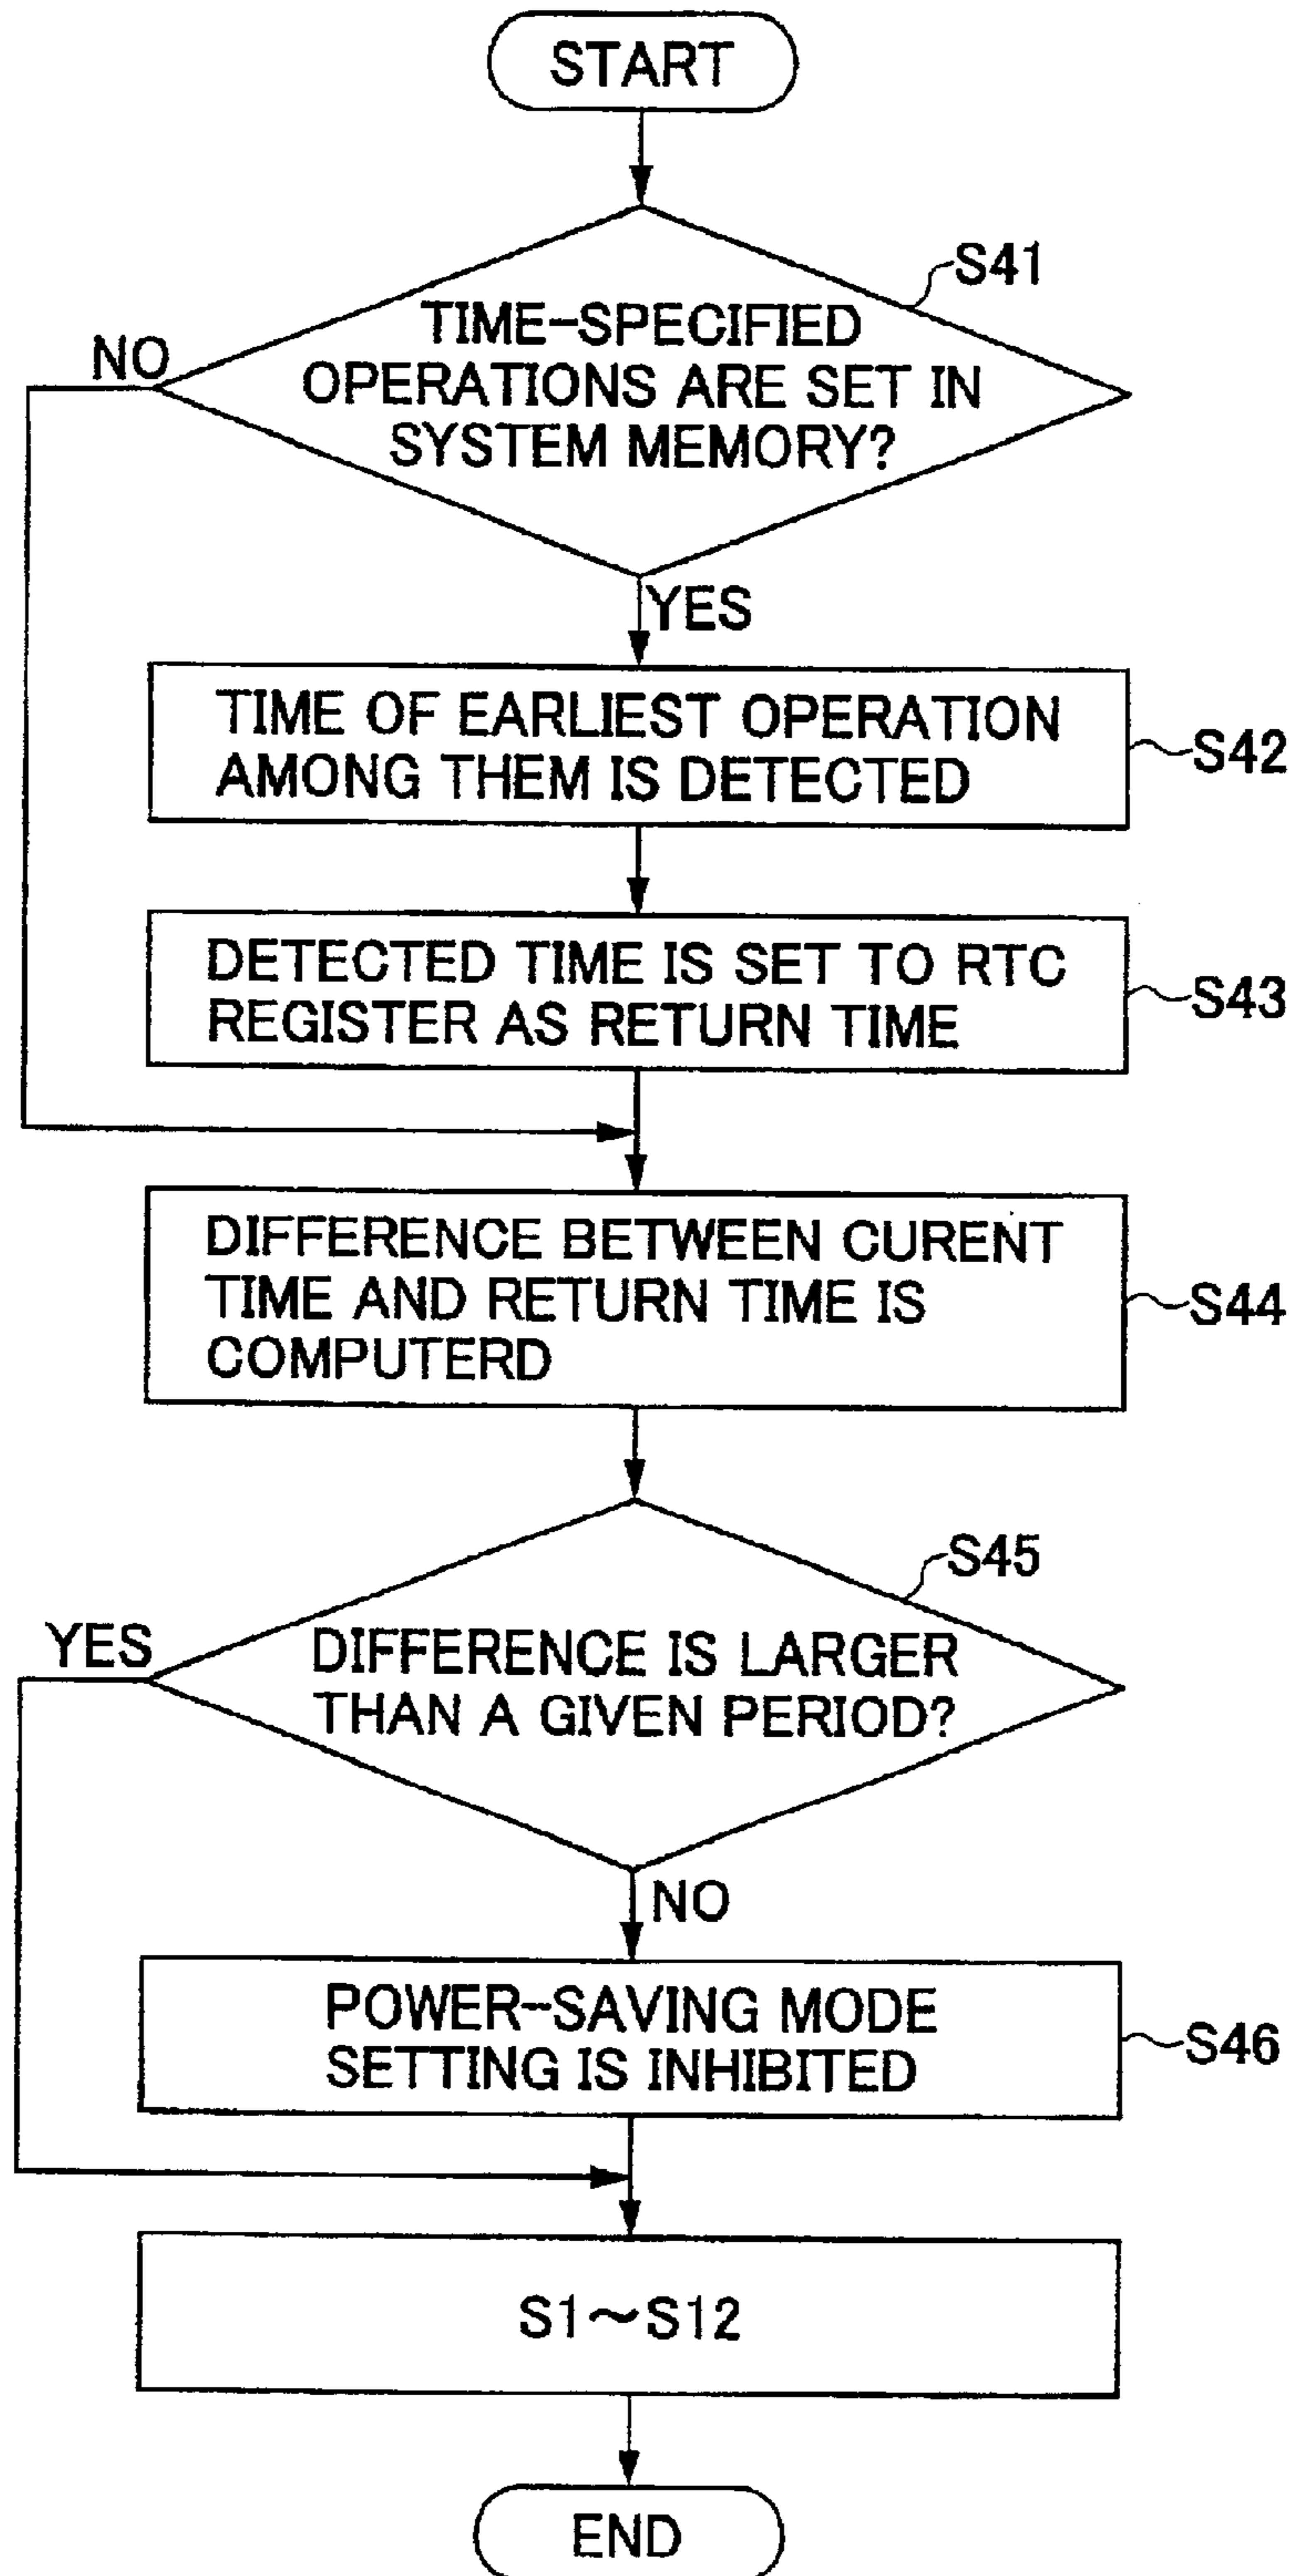 START
S41
TIME-SPECIFIED
OPERATIONS ARE SET IN
SYSTEM MEMORY?
NO
YES
TIME OF EARLIEST OPERATION
AMONG THEM IS DETECTED
S42
DETECTED TIME IS SET TO RTC
REGISTER AS RETURN TIME
S43
DIFFERENCE BETWEEN CURENT
TIME AND RETURN TIME IS
COMPUTERD
S44
S45
YES
DIFFERENCE IS LARGER
THAN A GIVEN PERIOD?
NO
POWER-SAVING MODE
SETTING IS INHIBITED
S46
S1~S12
END